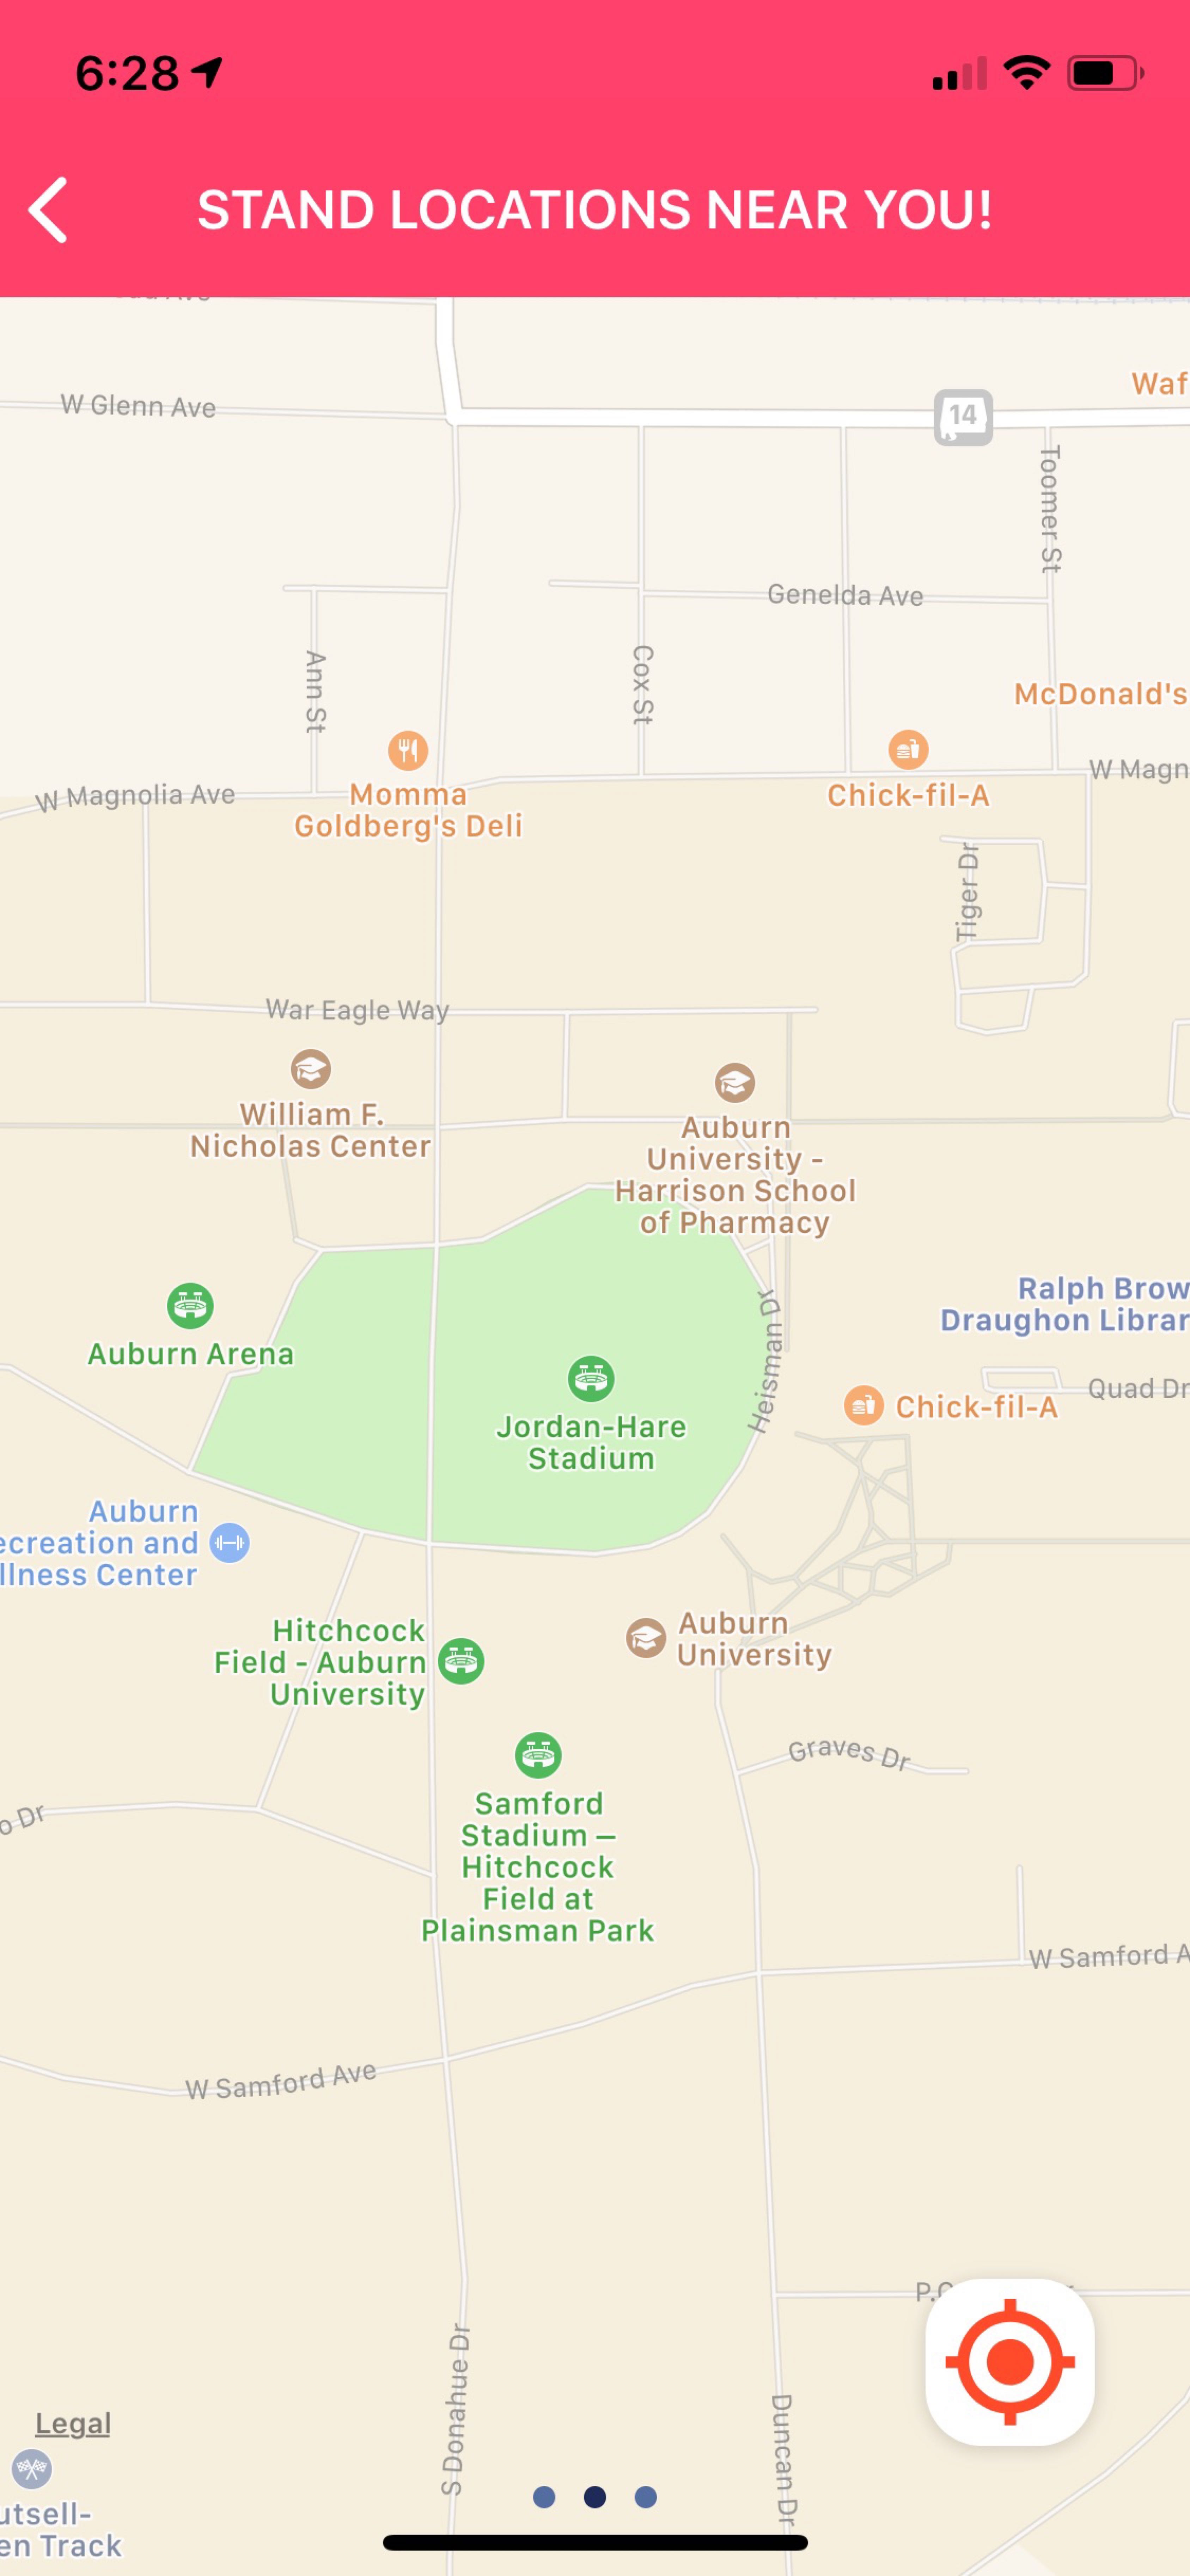 6:28
STAND LOCATIONS NEAR YOU!
W Glenn Ave
14
Toomer St
Genelda Ave
Ann St
Cox St
McDonald's
W Magnolia Ave
Momma
Goldberg's Deli
Chick-fil-A
W Magn
Tiger Dr
War Eagle Way
William F.
Nicholas Center
Auburn
University -
Harrison School
of Pharmacy
Auburn Arena
Jordan-Hare
Stadium
Heisman Dr
Ralph Brow
Draughon Librar
Quad Dr
Chick-fil-A
Auburn
ecreation and
llness Center
Hitchcock
Field - Auburn
University
Auburn
University
Graves Dr
Samford
Stadium –
Hitchcock
Field at
Plainsman Park
o Dr
W Samford A
W Samford Ave
S Donahue Dr
Duncan Dr
Legal
utsell-
en Track